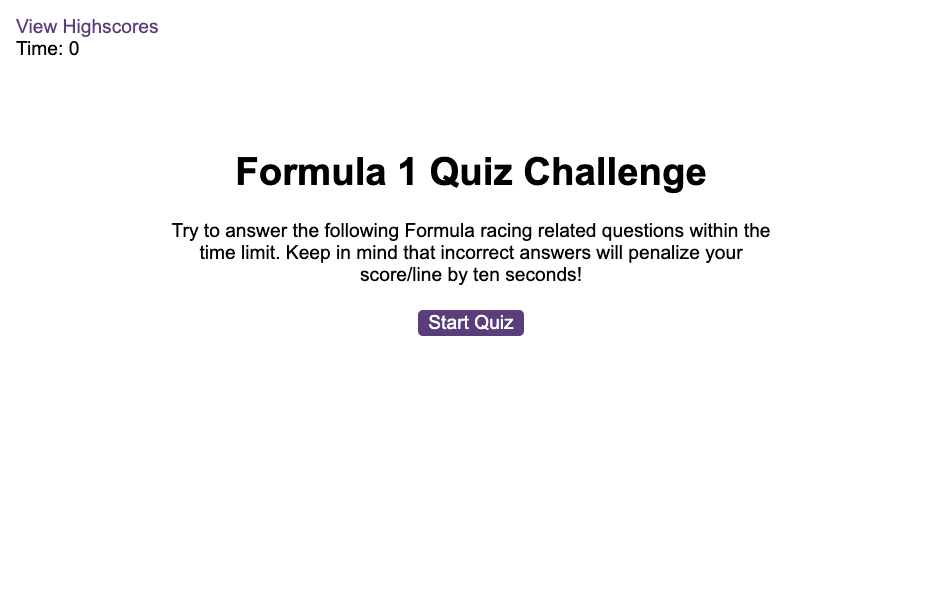 View Highscores
Time: 0
Formula 1 Quiz Challenge
Try to answer the following Formula racing related questions within the
time limit. Keep in mind that incorrect answers will penalize your
score/line by ten seconds!
Start Quiz